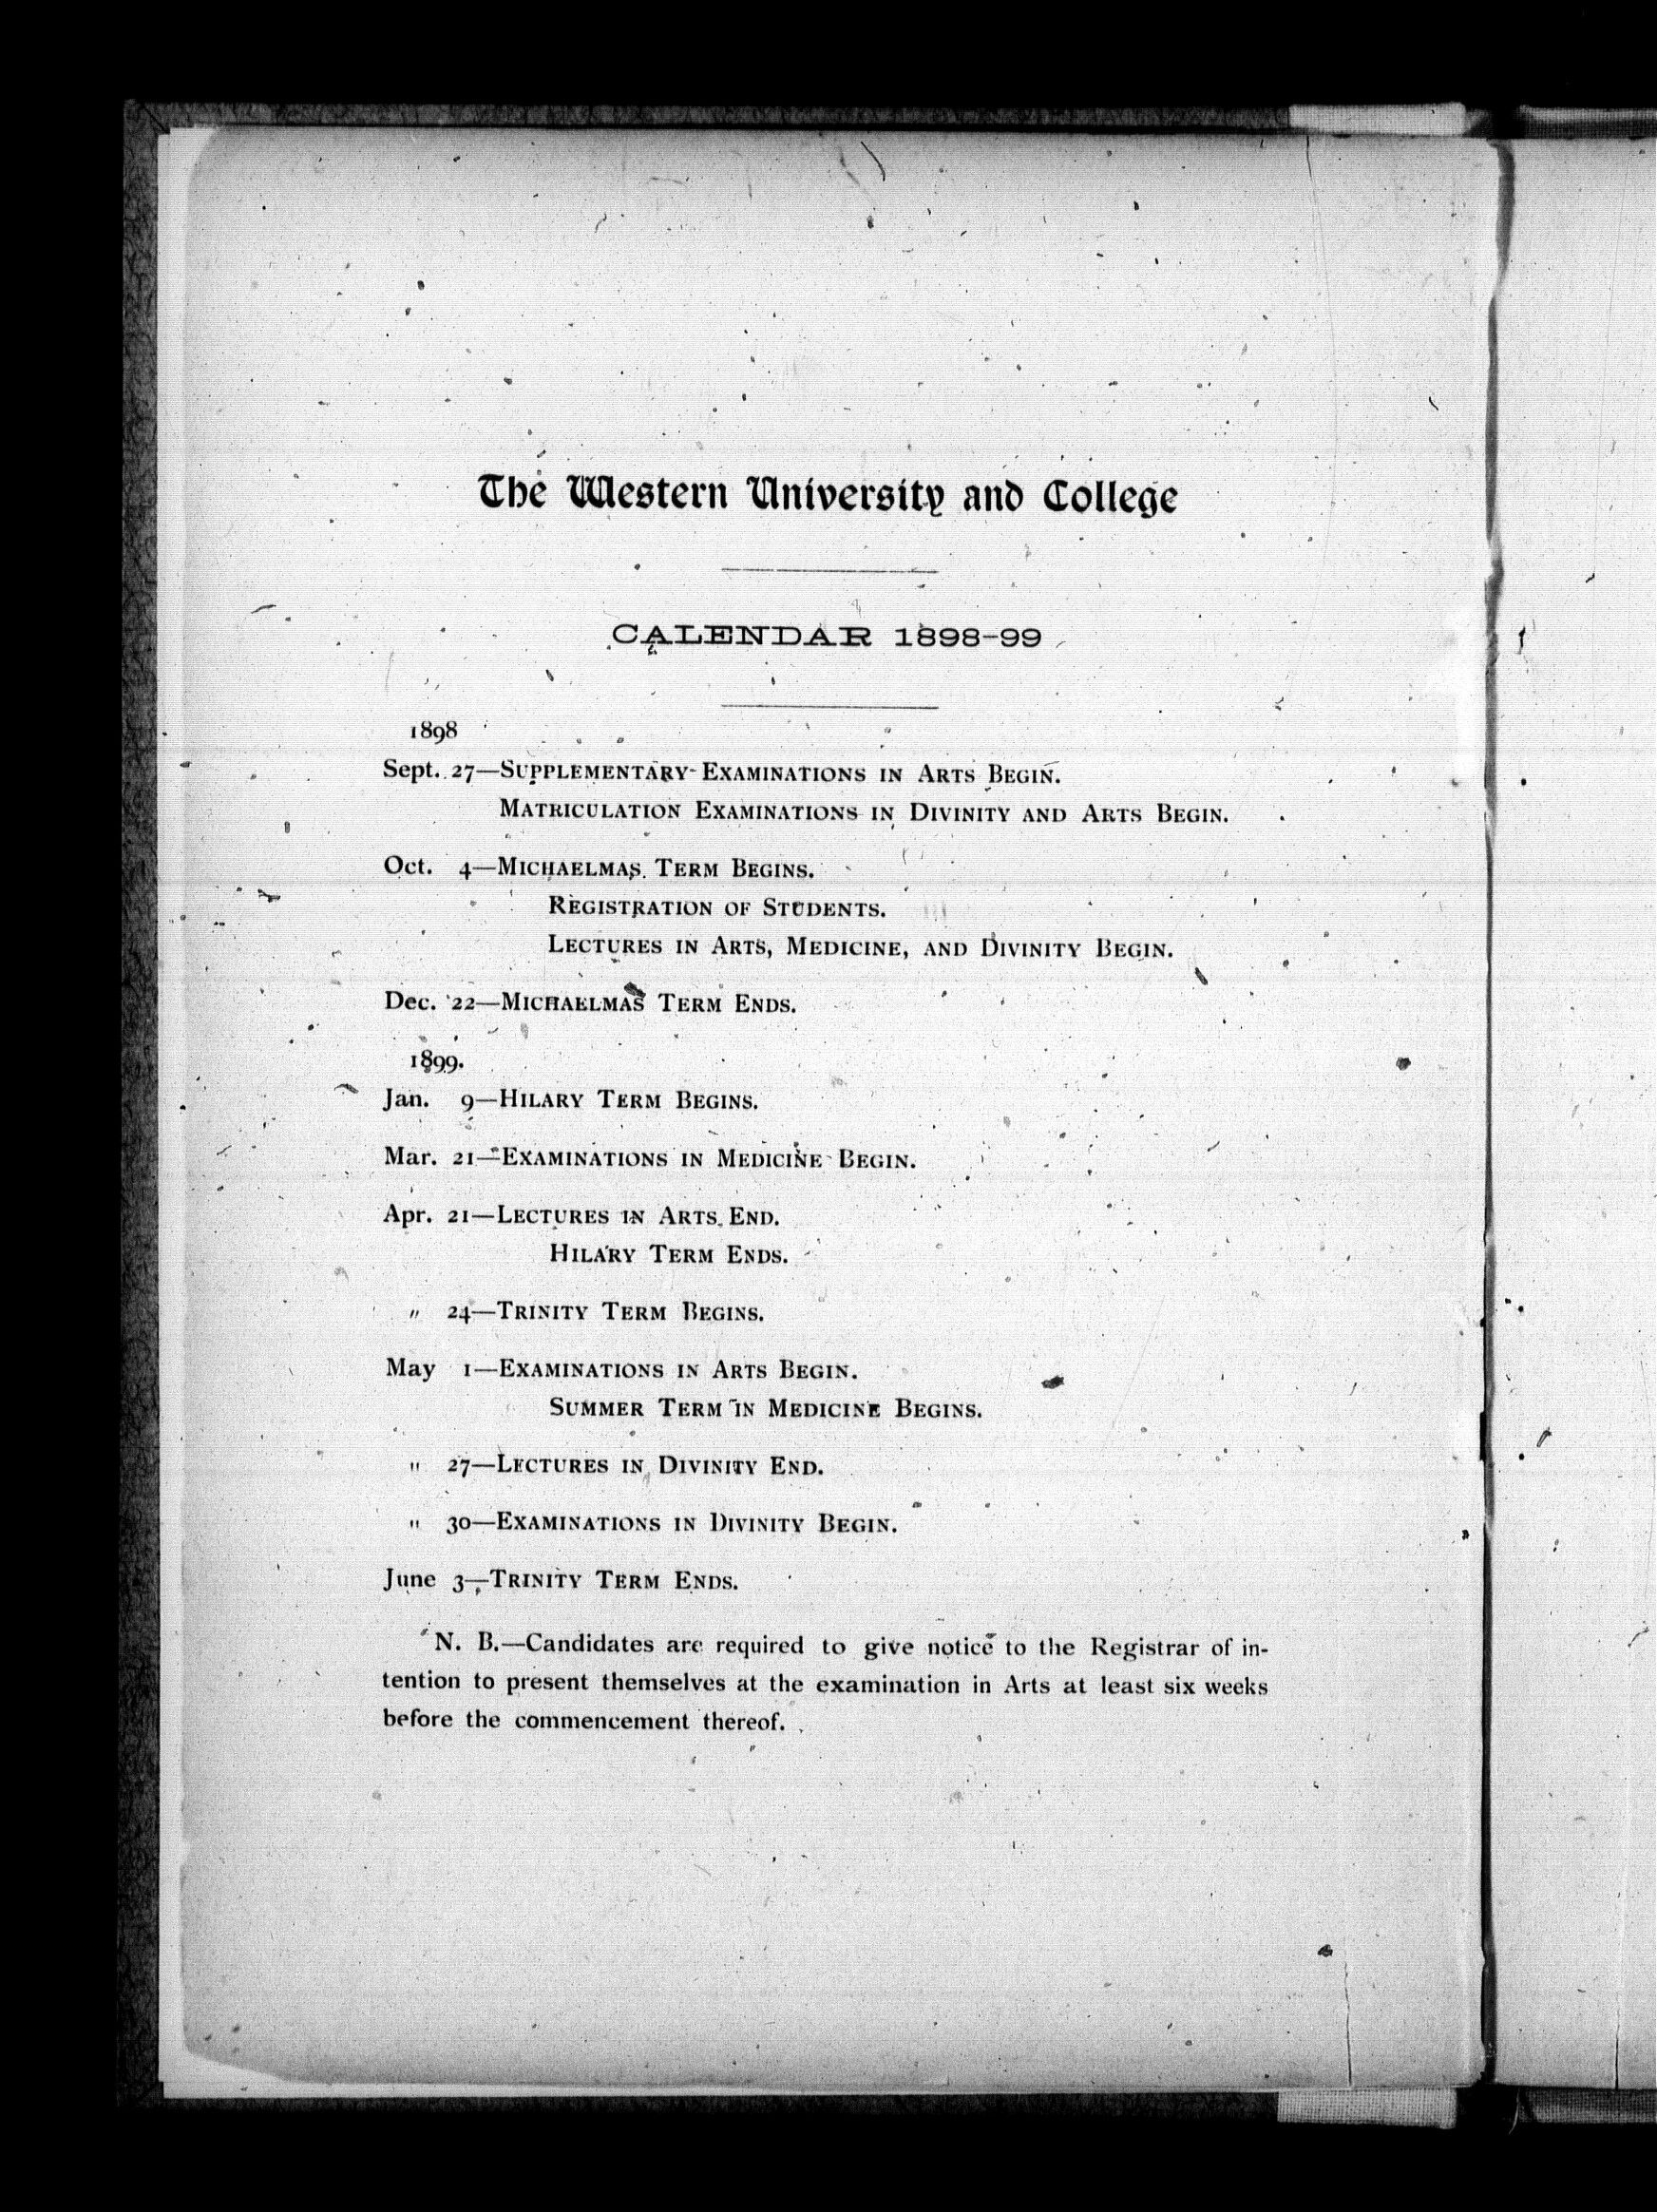 The Western University and College
CALENDAR 1898-99
1898
Sept. 27—Supplementary Examinations in Arts Begin.
Matriculation Examinations in Divinity and Arts Begin.
Oct. 4—Michaelmas Term Begins.
Registration of Students.
Lectures in Arts, Medicine, and Divinity Begin.
Dec. 22—Michaelmas Term Ends.
1899.
Jan. 9—Hilary Term Begins.
Mar. 21—Examinations in Medicine Begin.
Apr. 21—Lectures in Arts End.
Hilary Term Ends.
" 24—Trinity Term Begins.
May 1—Examinations in Arts Begin.
Summer Term in Medicine Begins.
" 27—Lectures in Divinity End.
" 30—Examinations in Divinity Begin.
June 3—Trinity Term Ends.
N. B.—Candidates are required to give notice to the Registrar of in-
tention to present themselves at the examination in Arts at least six weeks
before the commencement thereof.